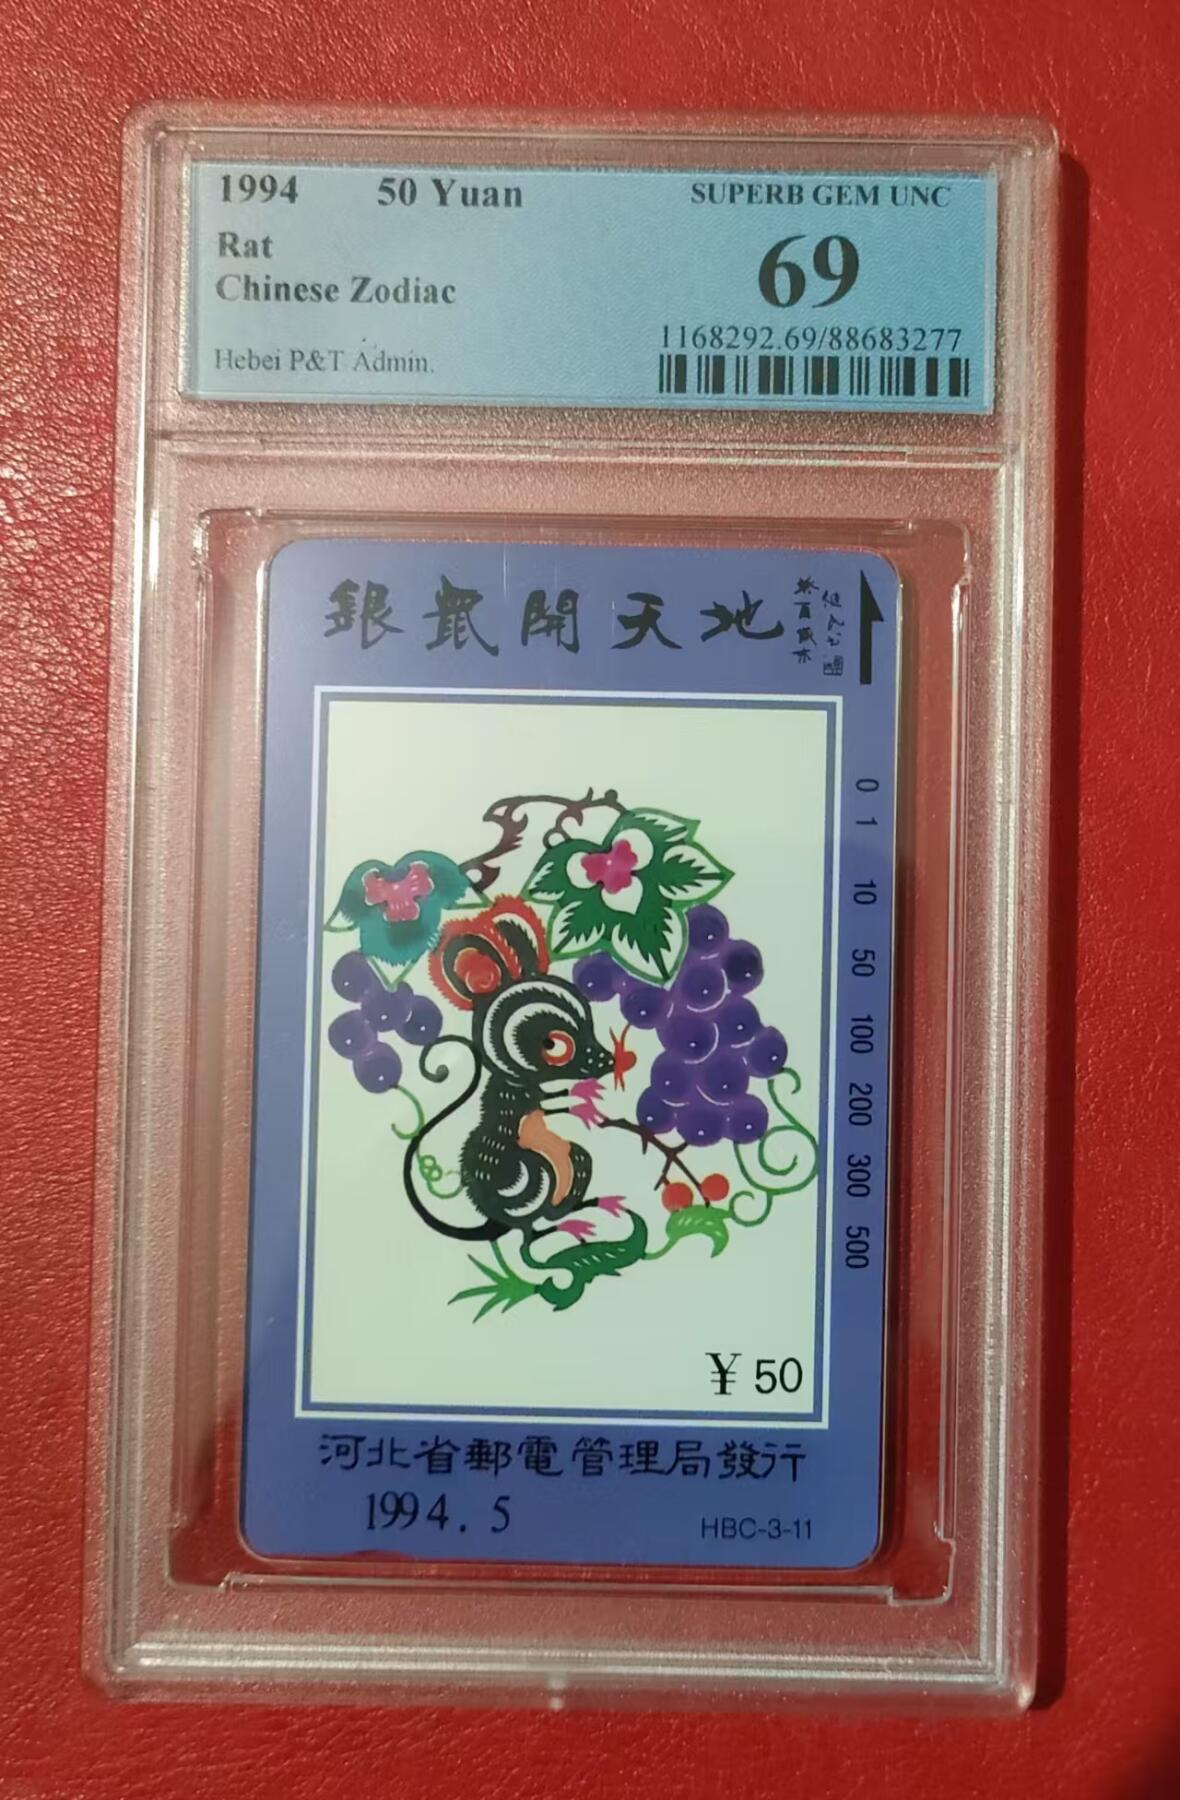 1994 50 Yuan
SUPERB GEM UNC
Rat
69
Chinese Zodiac
1168292.69/88683277
Hebei P&T Admin.
銀鼠開天地
0
1
10
50
100
200
300
500
¥50
河北省郵電管理局發行
1994.5
HBC-3-11